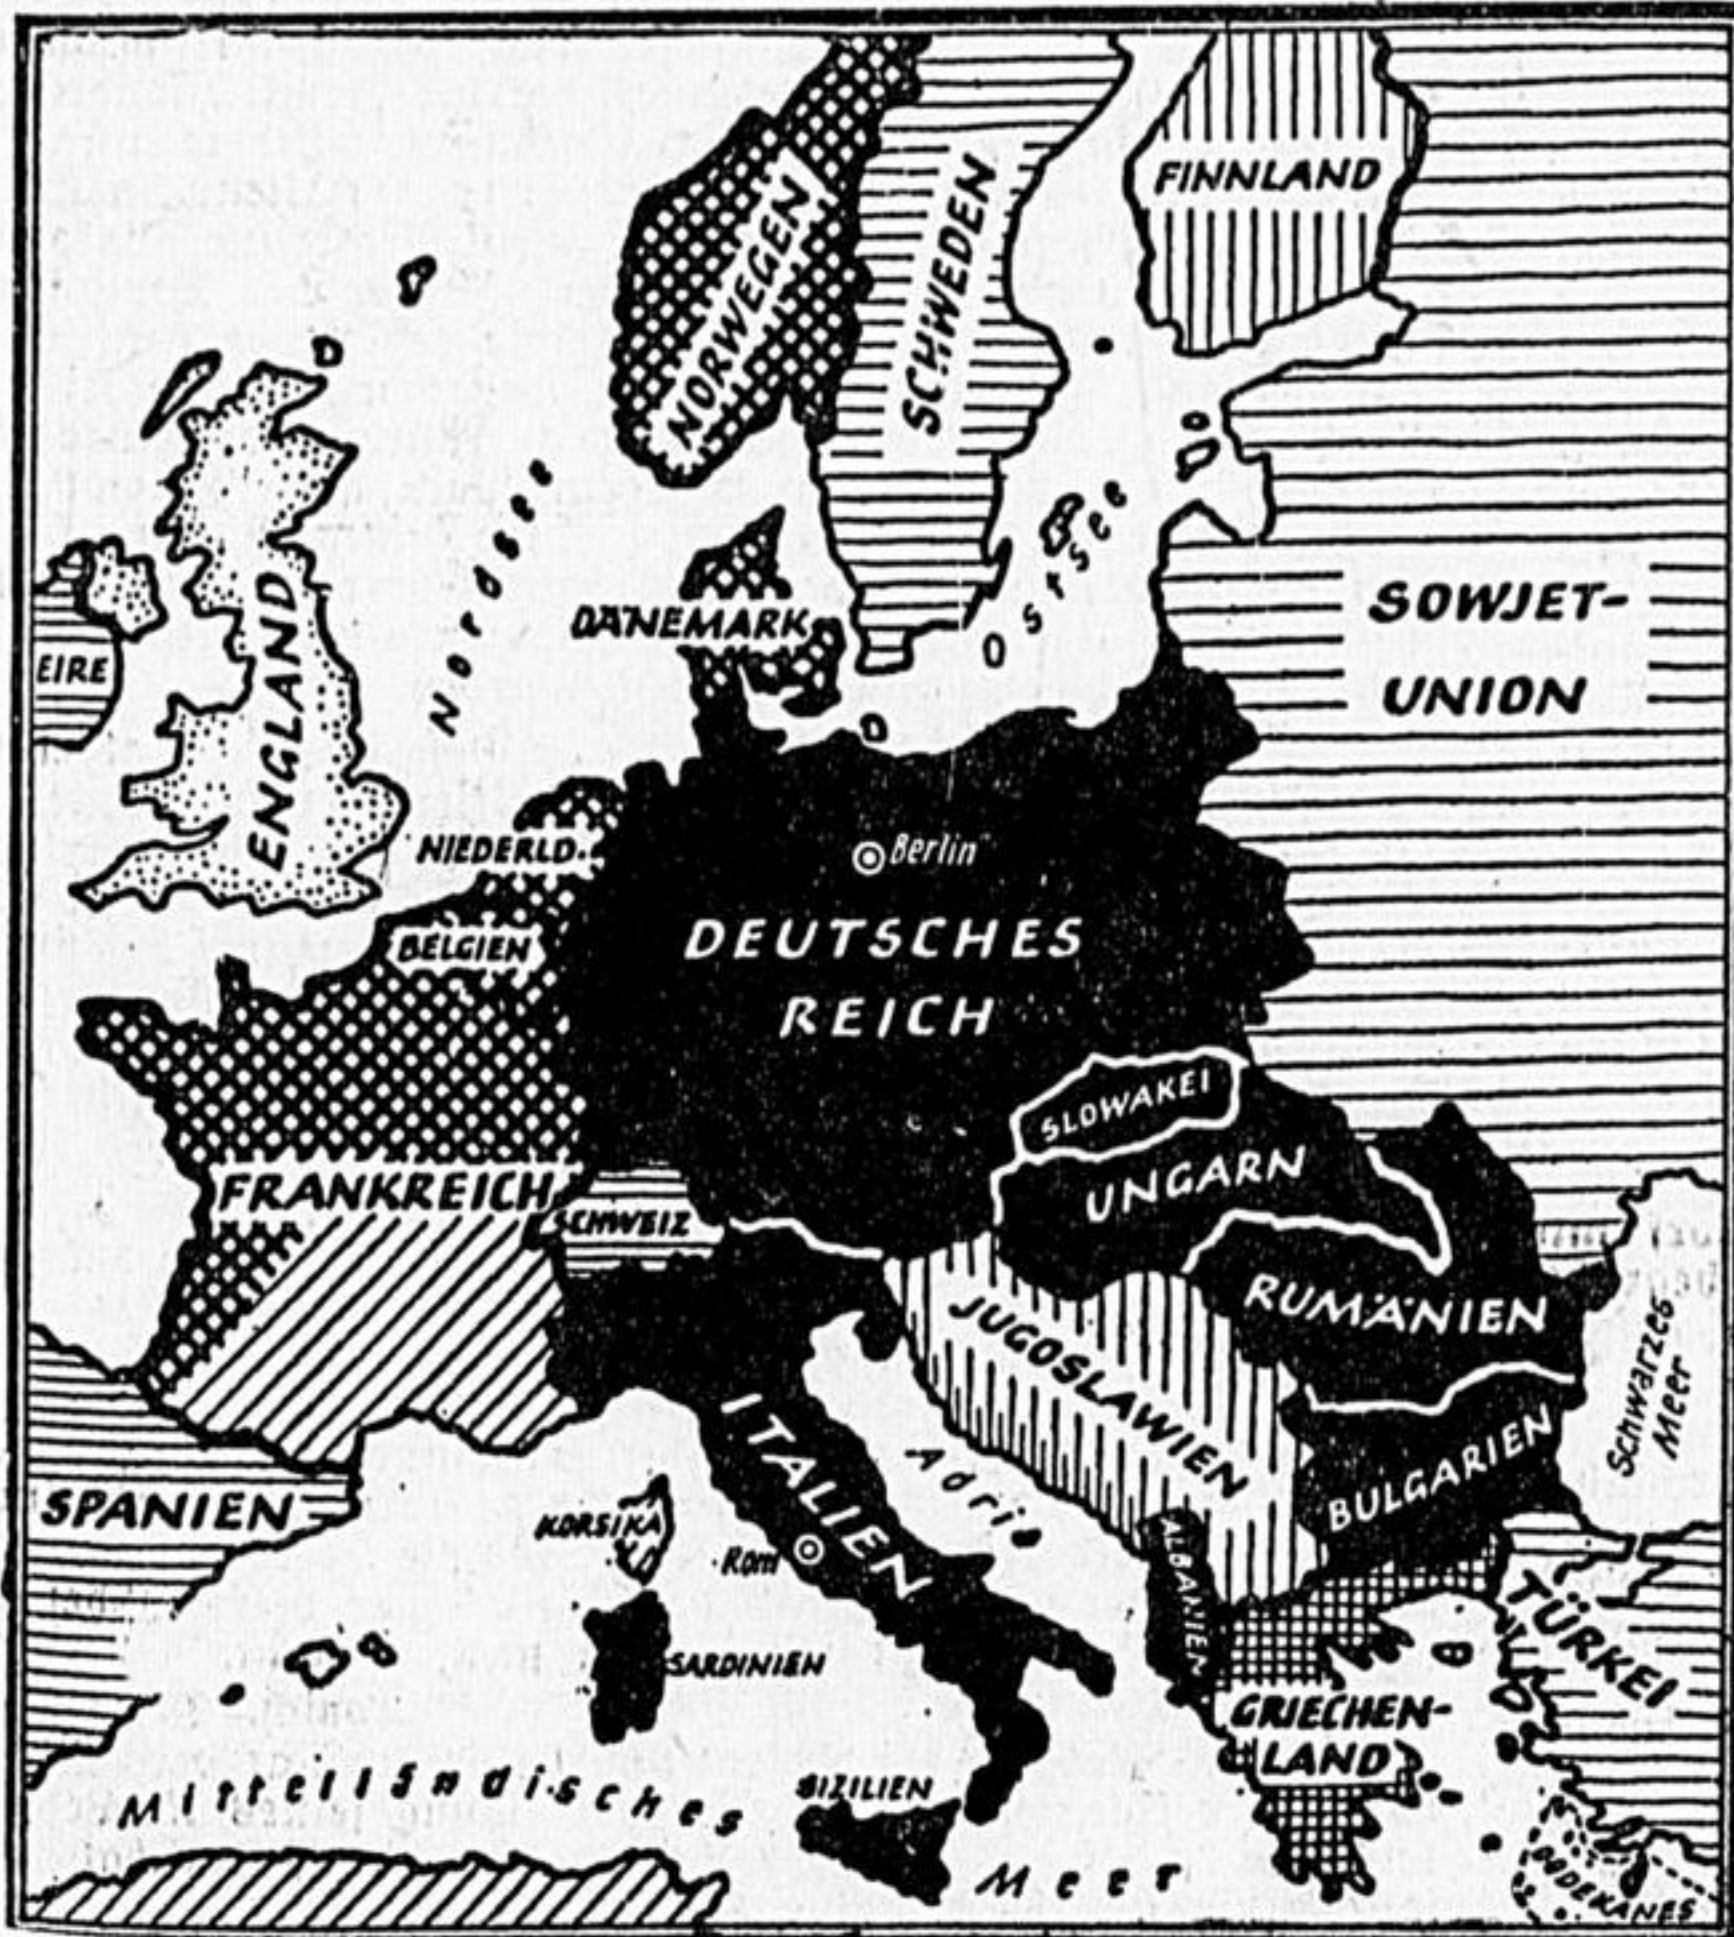 NORWEGEN
SCHWEDEN
FINNLAND
Nordsee
Ostsee
EIRE
ENGLAND
DÄNEMARK
SOWJET-
UNION
NIEDERLD.
BELGIEN
Berlin
DEUTSCHES
REICH
SLOWAKEI
UNGARN
FRANKREICH
SCHWEIZ
RUMÄNIEN
JUGOSLAWIEN
Schwarzes
Meer
ITALIEN
Adria
BULGARIEN
SPANIEN
KORSIKA
Rom
ALBANIEN
TÜRKEI
SARDINIEN
GRIECHEN-
LAND
SIZILIEN
Mittelländisches
Meer
DODEKANES